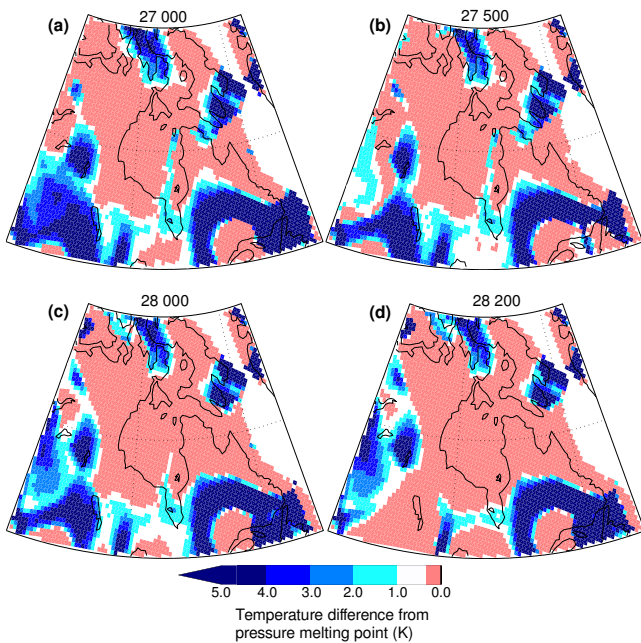 (a) 27 000
(b) 27 500
(c) 28 000
(d) 28 200
5.0 4.0 3.0 2.0 1.0 0.0
Temperature difference from
pressure melting point (K)